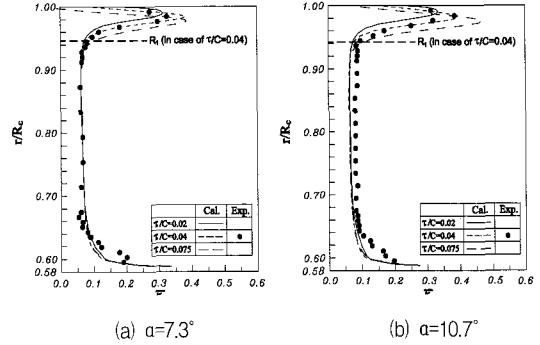 1.00
R₁ (in case of τ/C=0.04)
0.90
0.80
r/Rc
0.70
Cal. Exp.
τ/C=0.02
τ/C=0.04
τ/C=0.075
0.60
0.58
0.0 0.1 0.2 0.3 0.4 0.5 0.6
(a) α=7.3°
1.00
R₁ (in case of τ/C=0.04)
0.90
0.80
r/Rc
0.70
Cal. Exp.
τ/C=0.02
τ/C=0.04
τ/C=0.075
0.60
0.58
0.0 0.1 0.2 0.3 0.4 0.5 0.6
(b) α=10.7°